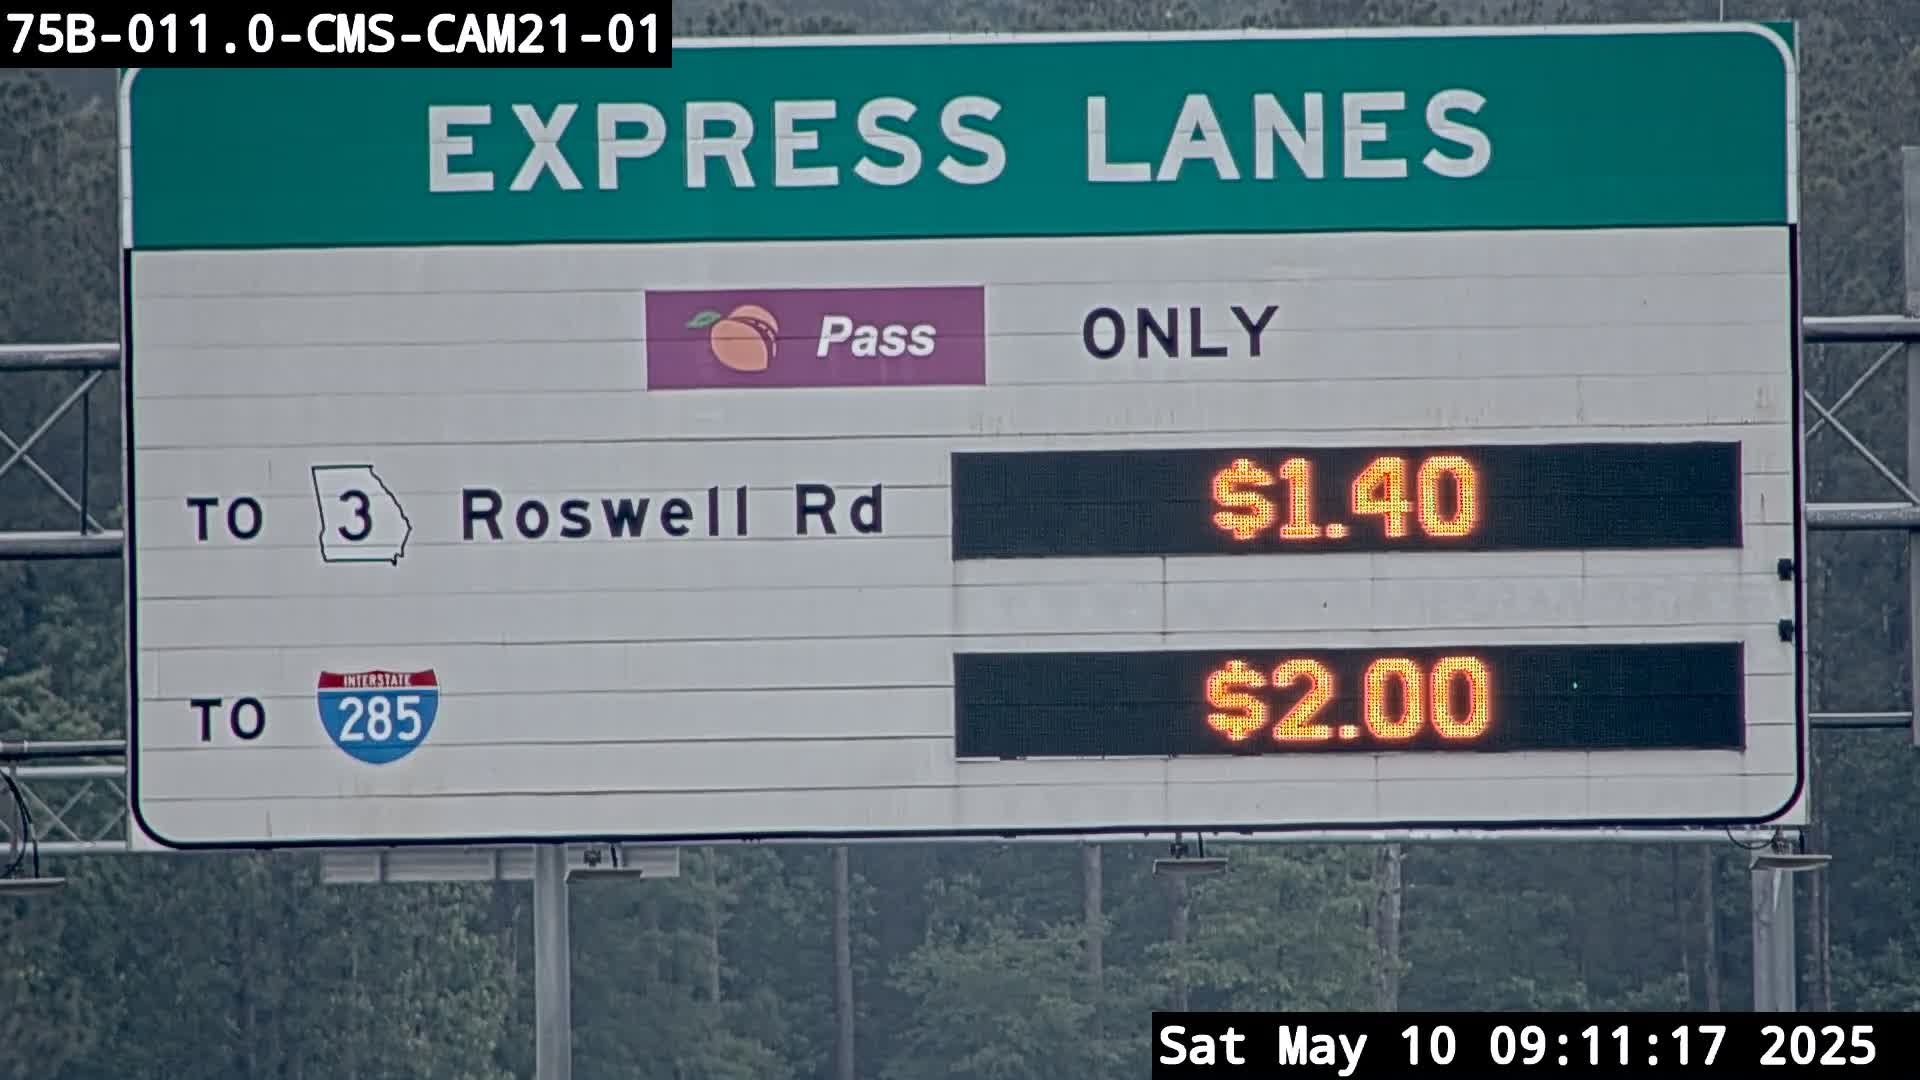 75B-011.0-CMS-CAM21-01
EXPRESS LANES
Pass ONLY
TO 3 Roswell Rd $1.40
TO INTERSTATE 285 $2.00
Sat May 10 09:11:17 2025